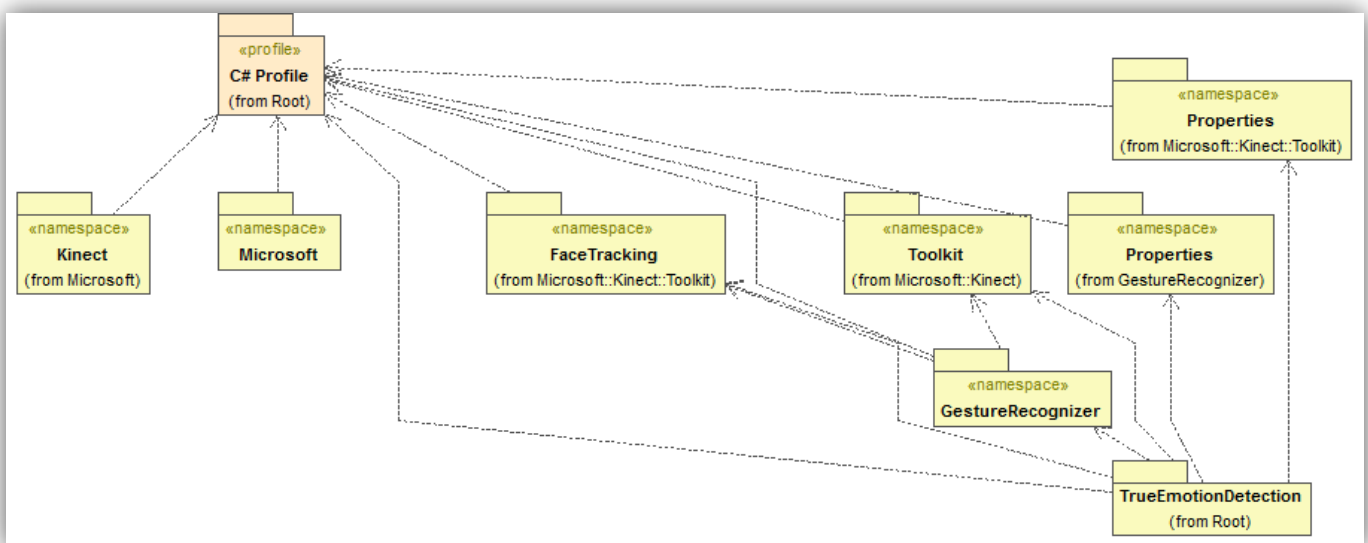 «profile»
C# Profile
(from Root)
«namespace»
Properties
(from Microsoft::Kinect::Toolkit)
«namespace»
Kinect
(from Microsoft)
«namespace»
Microsoft
«namespace»
FaceTracking
(from Microsoft::Kinect::Toolkit)
«namespace»
Toolkit
(from Microsoft::Kinect)
«namespace»
Properties
(from GestureRecognizer)
«namespace»
GestureRecognizer
TrueEmotionDetection
(from Root)